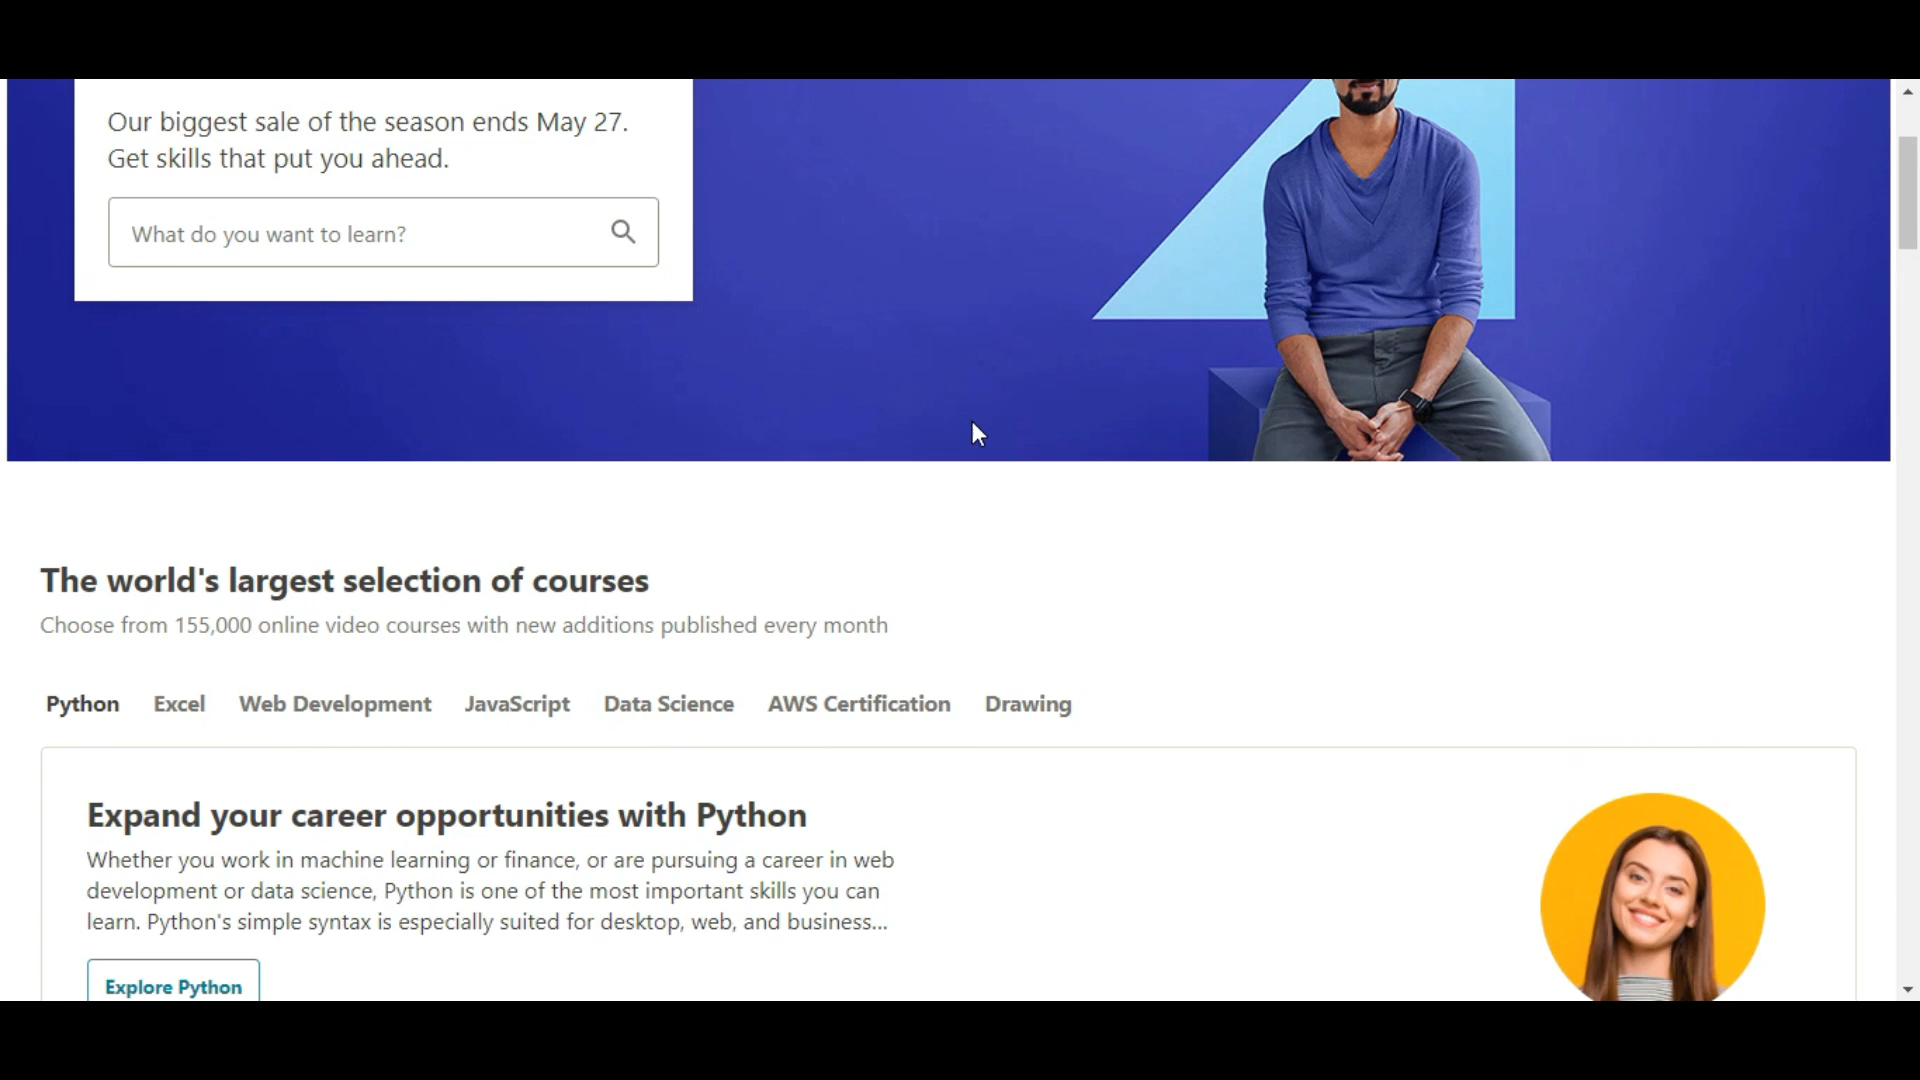 Our biggest sale of the season ends May 27.
Get skills that put you ahead.
What do you want to learn?
The world's largest selection of courses
Choose from 155,000 online video courses with new additions published every month
Python Excel Web Development JavaScript Data Science AWS Certification Drawing
Expand your career opportunities with Python
Whether you work in machine learning or finance, or are pursuing a career in web
development or data science, Python is one of the most important skills you can
learn. Python's simple syntax is especially suited for desktop, web, and business...
Explore Python